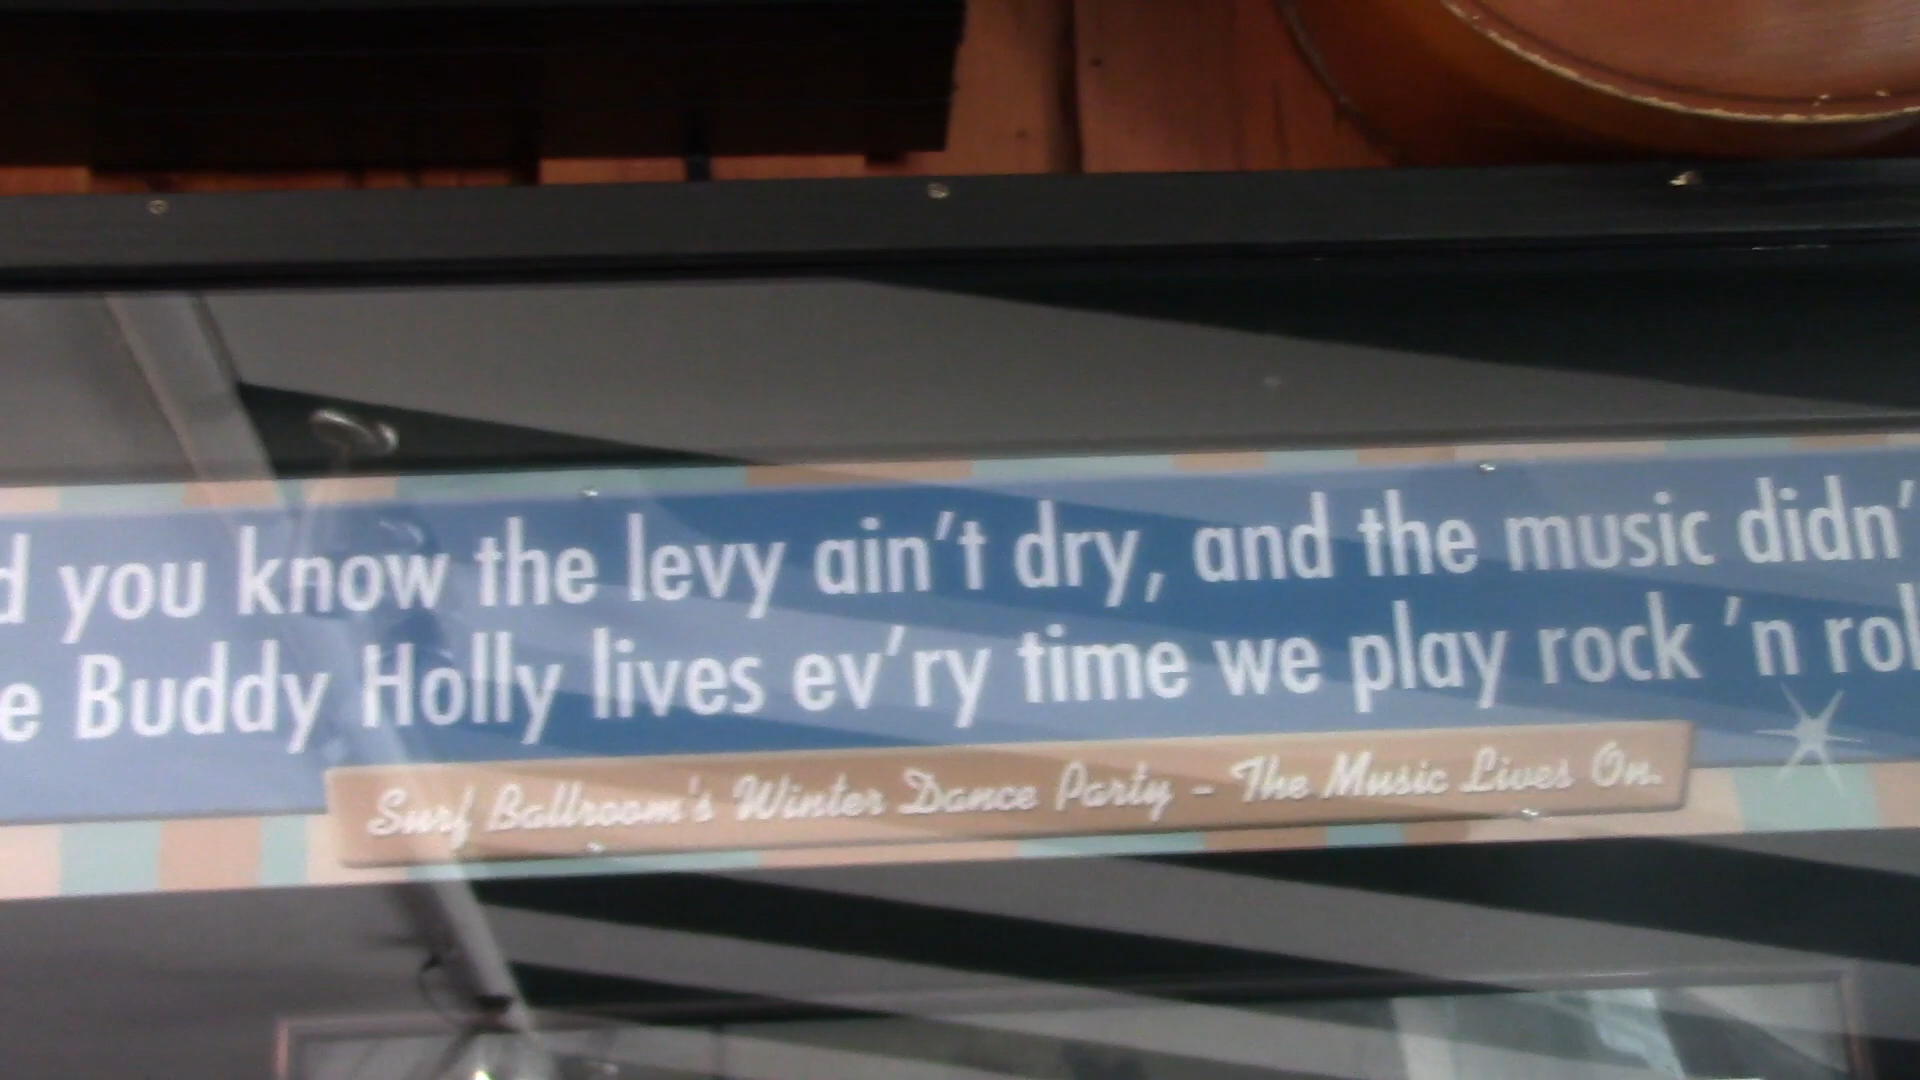 d you know the levy ain't dry, and the music didn'
e Buddy Holly lives ev'ry time we play rock 'n rol
Surf Ballroom's Winter Dance Party - The Music Lives On.